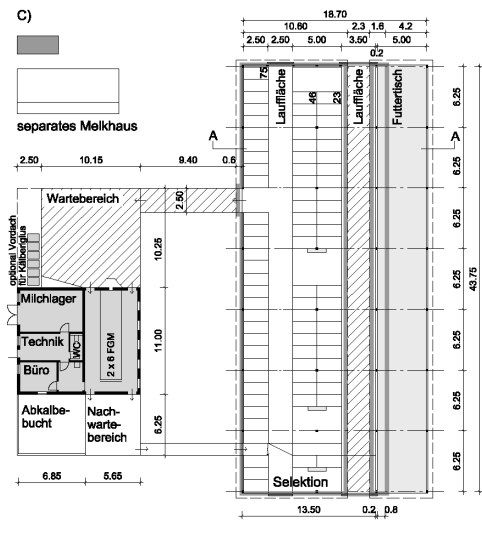 C)
18.70
10.60 2.3 1.6 4.2
2.50 2.50 5.00 3.50 5.00
0.2
separates Melkhaus
75
Lauffläche
46
23
Lauffläche
Futtertisch
A
A
2.50 10.15 9.40 0.6
Wartebereich
2.50
optional Vordach
für Kälberiglus
10.25
11.00
6.25
Milchlager
Technik
WC
Büro
2 x 6 FGM
Abkalbe-
bucht
Nach-
warte-
bereich
6.85 5.65
Selektion
13.50 0.2 0.8
6.25
6.25
6.25
6.25
6.25
6.25
6.25
43.75